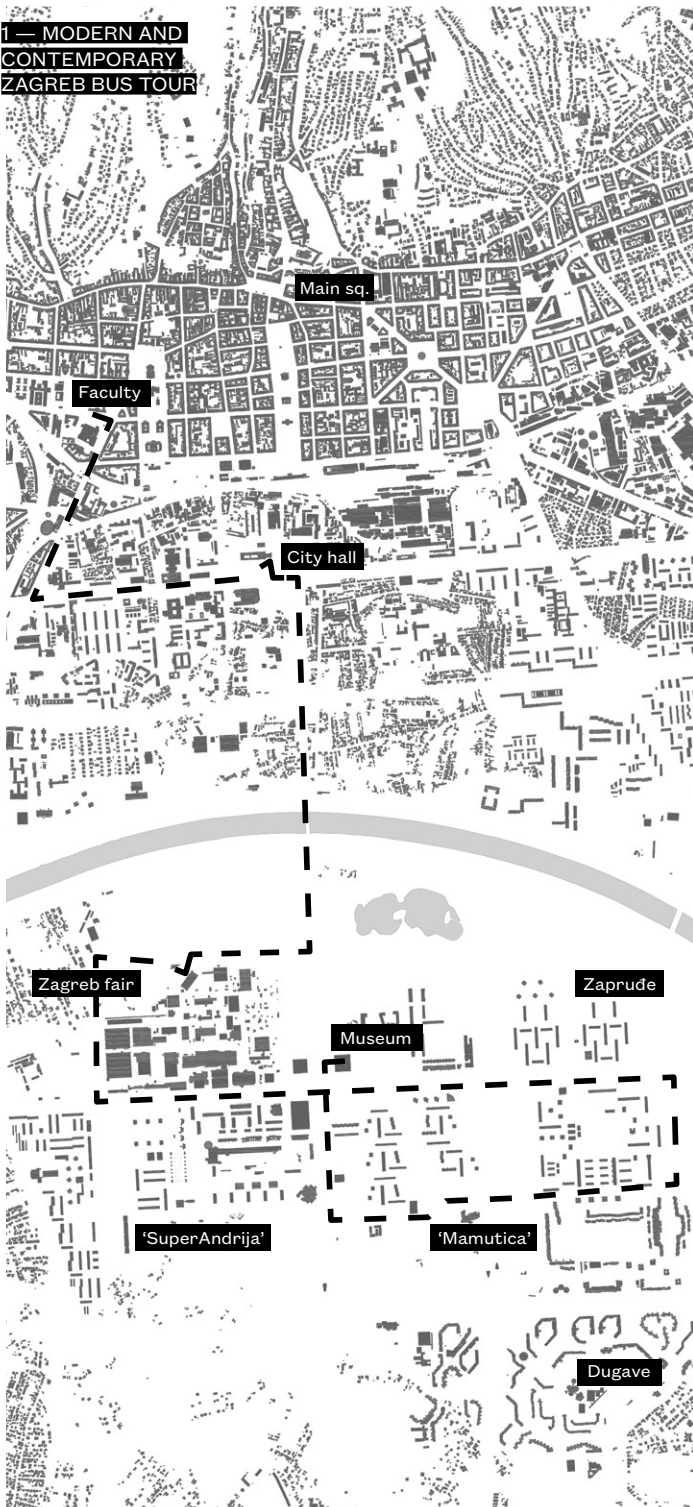 1 — MODERN AND
CONTEMPORARY
ZAGREB BUS TOUR
Main sq.
Faculty
City hall
Zagreb fair
Zapruđe
Museum
'SuperAndrija'
'Mamutica'
Dugave